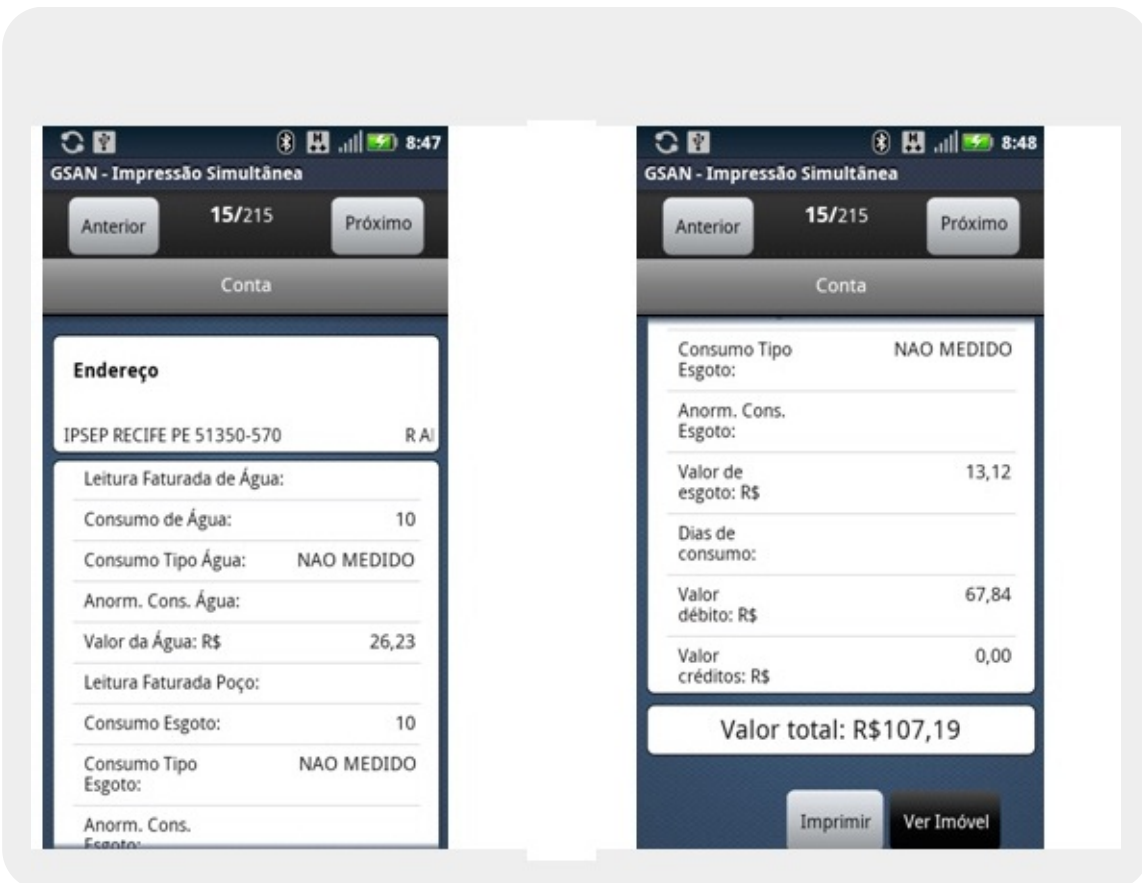 8:47
GSAN - Impressão Simultânea
Anterior
15/215
Próximo
Conta
Endereço
IPSEP RECIFE PE 51350-570 R
Leitura Faturada de Água:
Consumo de Água: 10
Consumo Tipo Água: NAO MEDIDO
Anorm. Cons. Água:
Valor da Água: R$ 26,23
Leitura Faturada Poço:
Consumo Esgoto: 10
Consumo Tipo NAO MEDIDO
Esgoto:
Anorm. Cons.
Esgoto:
8:48
GSAN - Impressão Simultânea
Anterior
15/215
Próximo
Conta
Consumo Tipo NAO MEDIDO
Esgoto:
Anorm. Cons.
Esgoto:
Valor de 13,12
esgoto: R$
Dias de
consumo:
Valor 67,84
débito: R$
Valor 0,00
créditos: R$
Valor total: R$107,19
Imprimir
Ver Imóvel